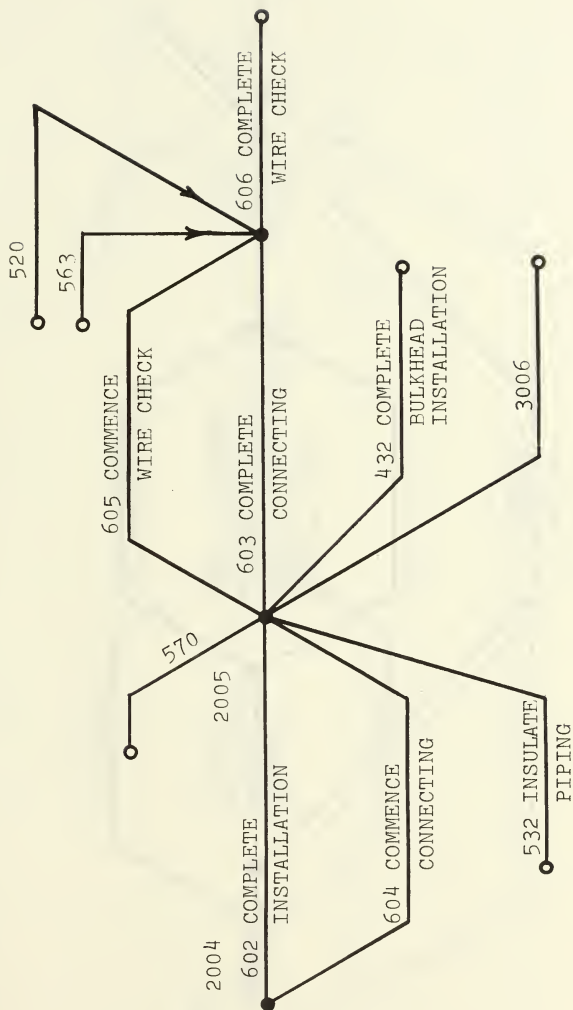 520
563
606 COMPLETE
WIRE CHECK
605 COMMENCE
WIRE CHECK
603 COMPLETE
CONNECTING
432 COMPLETE
BULKHEAD
INSTALLATION
3006
570
2005
2004
602 COMPLETE
INSTALLATION
604 COMMENCE
CONNECTING
532 INSULATE
PIPING